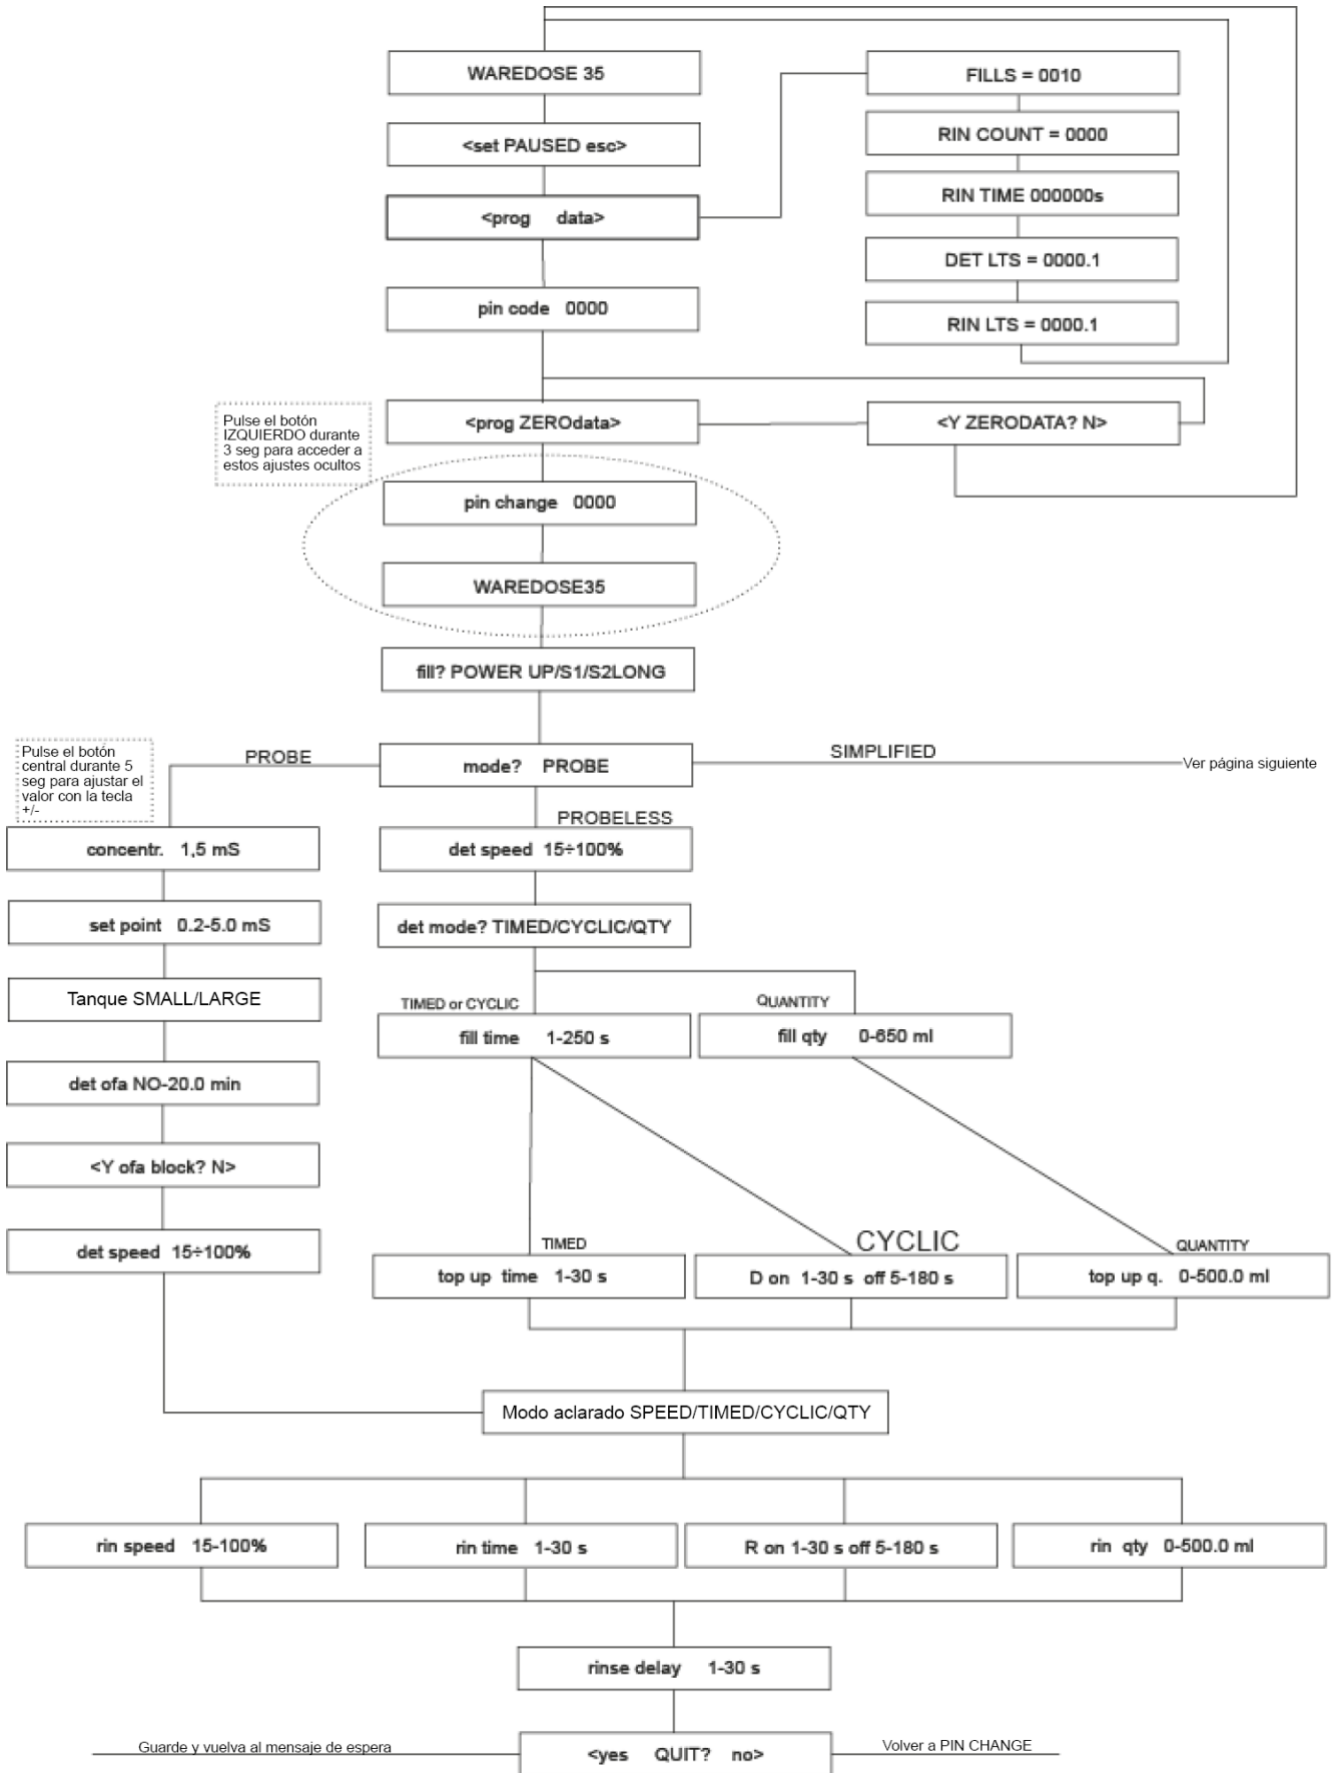 WAREDOSE 35
FILLS = 0010
<set PAUSED esc>
RIN COUNT = 0000
<prog data>
RIN TIME 000000s
DET LTS = 0000.1
pin code 0000
RIN LTS = 0000.1
Pulse el botón
IZQUIERDO durante
3 seg para acceder a
estos ajustes ocultos
<prog ZEROdata>
<Y ZERODATA? N>
pin change 0000
WAREDOSE35
fill? POWER UP/S1/S2LONG
Pulse el botón
central durante 5
seg para ajustar el
valor con la tecla
+/-
PROBE
mode? PROBE
SIMPLIFIED
Ver página siguiente
PROBELESS
concentr. 1,5 mS
det speed 15÷100%
set point 0.2-5.0 mS
det mode? TIMED/CYCLIC/QTY
Tanque SMALL/LARGE
TIMED or CYCLIC
QUANTITY
fill time 1-250 s
fill qty 0-650 ml
det ofa NO-20.0 min
<Y ofa block? N>
det speed 15÷100%
TIMED
CYCLIC
QUANTITY
top up time 1-30 s
D on 1-30 s off 5-180 s
top up q. 0-500.0 ml
Modo aclarado SPEED/TIMED/CYCLIC/QTY
rin speed 15-100%
rin time 1-30 s
R on 1-30 s off 5-180 s
rin qty 0-500.0 ml
rinse delay 1-30 s
Guarde y vuelva al mensaje de espera
<yes QUIT? no>
Volver a PIN CHANGE